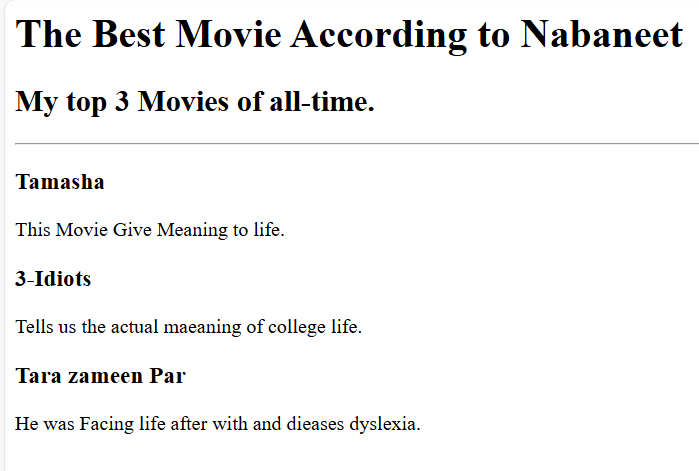 The Best Movie According to Nabaneet
My top 3 Movies of all-time.
Tamasha
This Movie Give Meaning to life.
3-Idiots
Tells us the actual maeaning of college life.
Tara zameen Par
He was Facing life after with and dieases dyslexia.